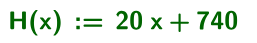 H(x) := 20 x + 740